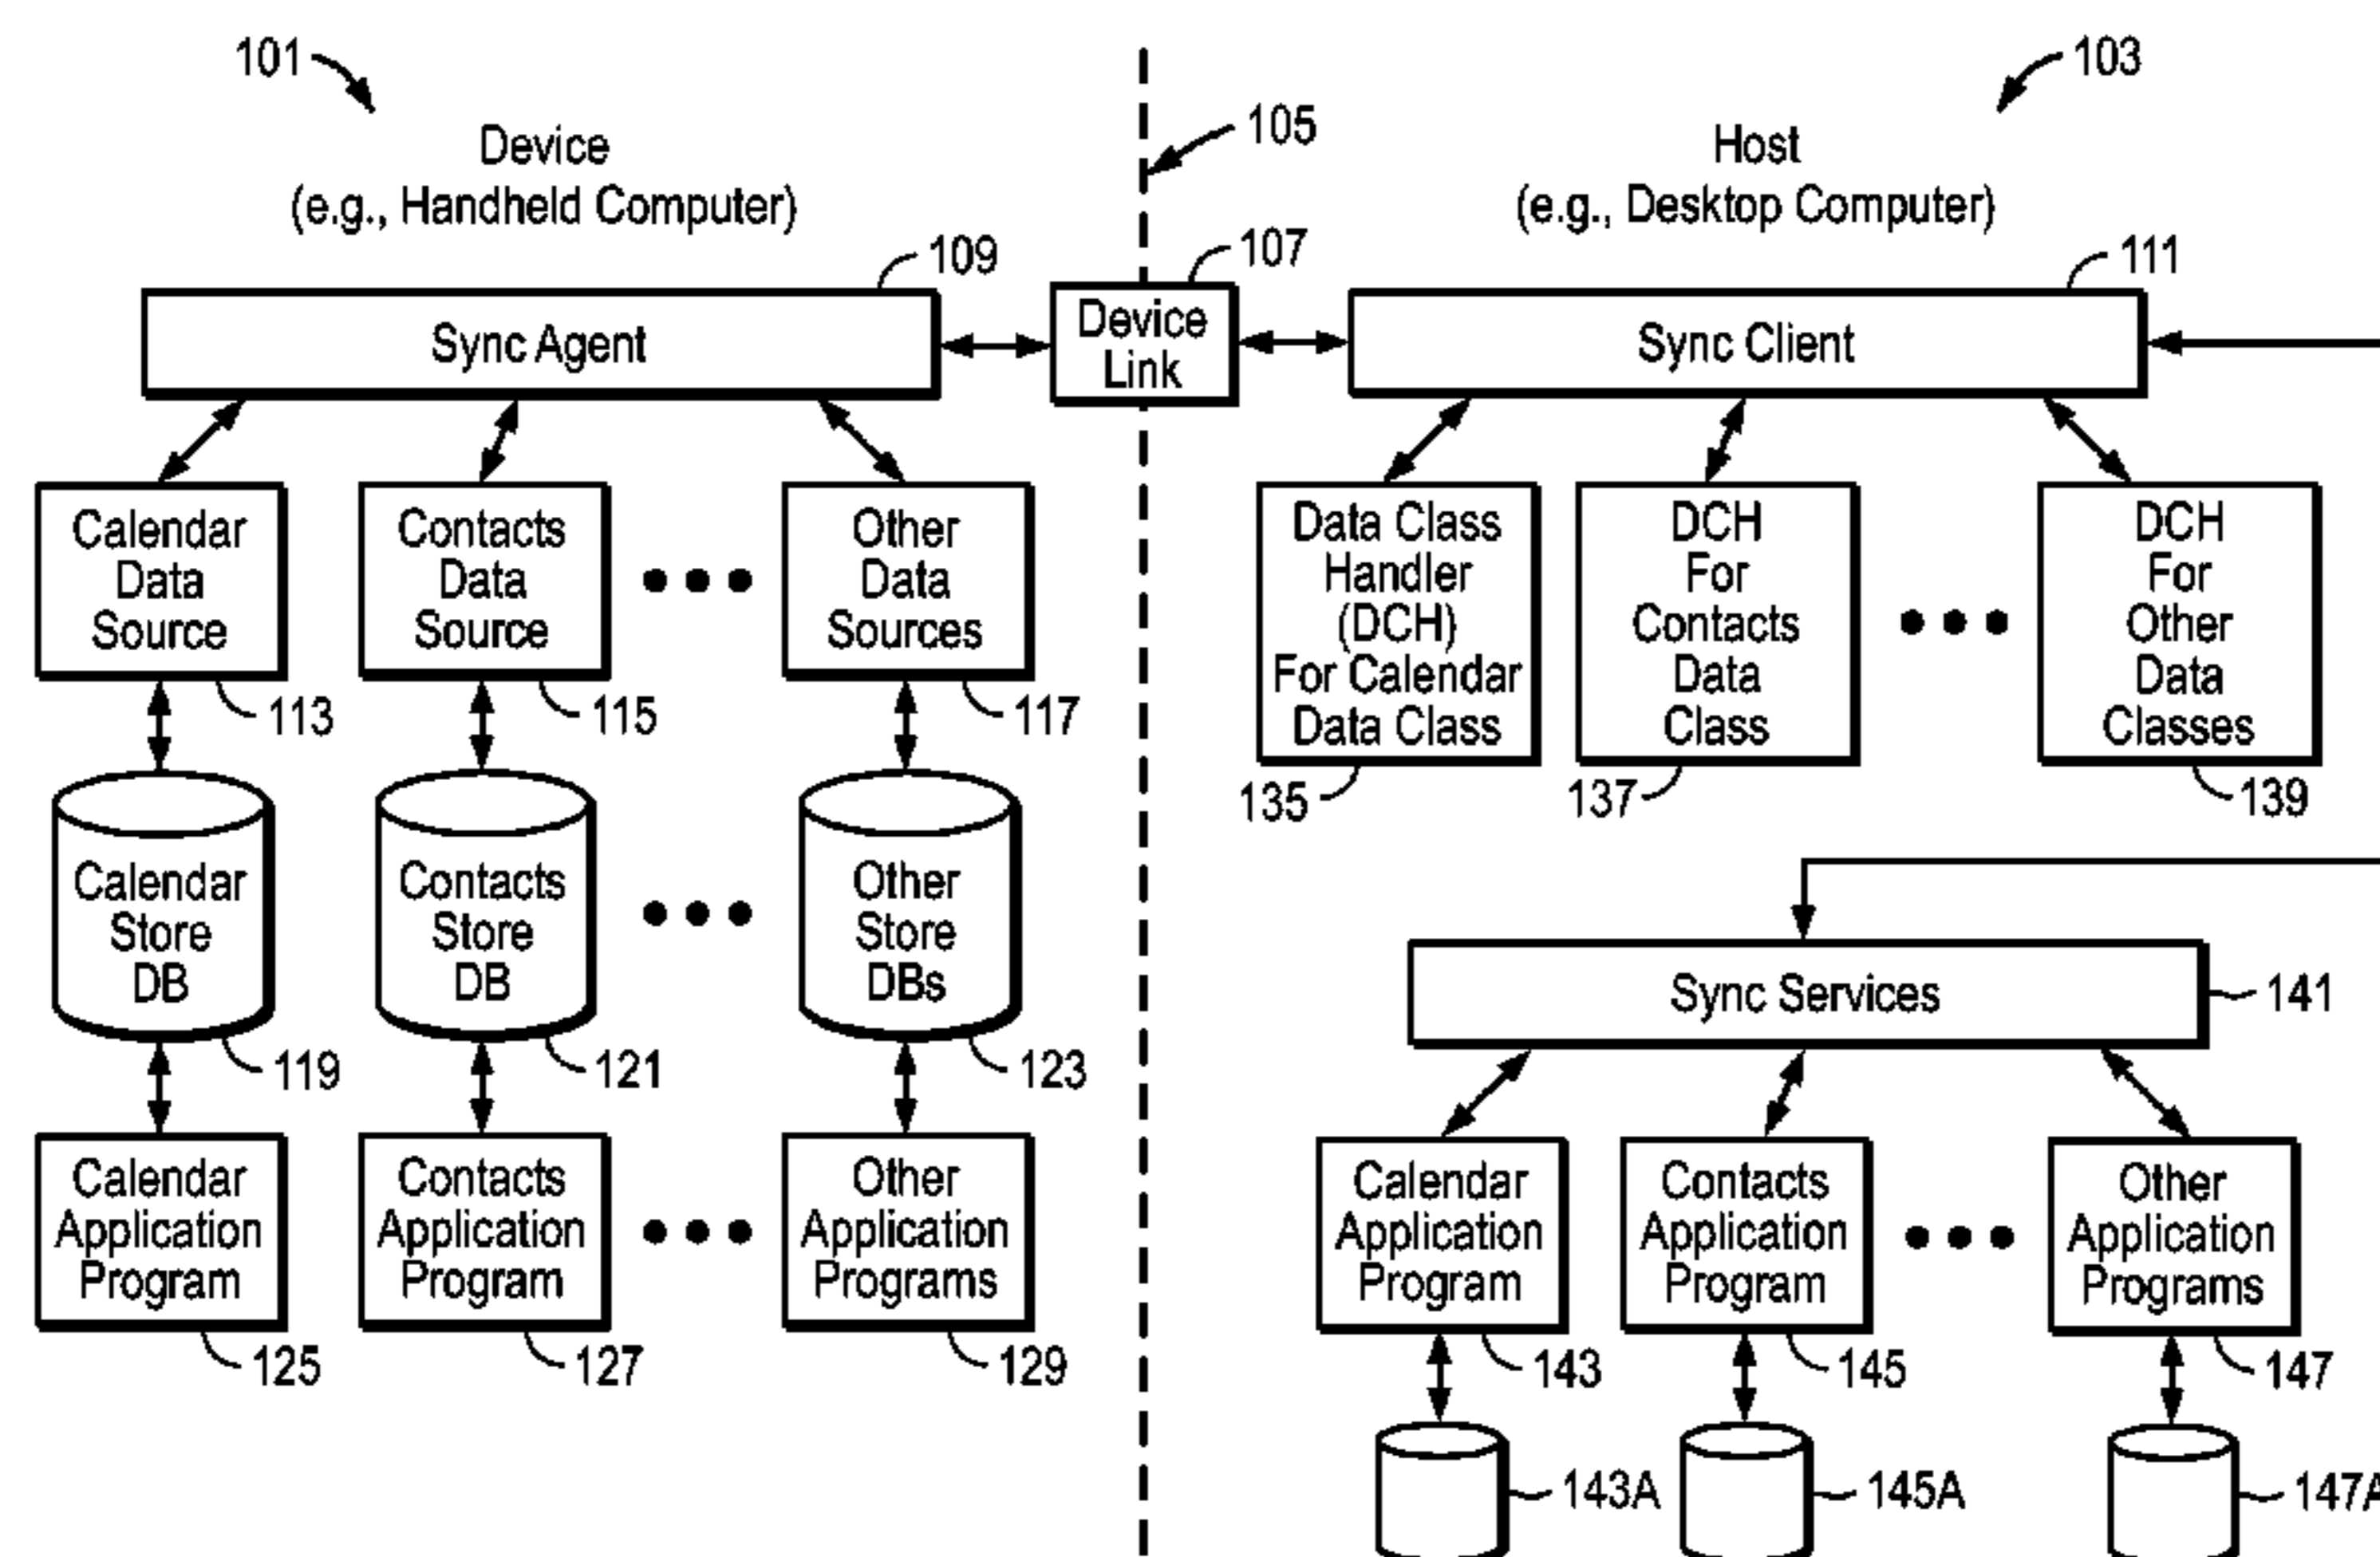 101
103
105
Device
(e.g., Handheld Computer)
Host
(e.g., Desktop Computer)
109
107
111
Sync Agent
Device
Link
Sync Client
Calendar
Data
Source
Contacts
Data
Source
Other
Data
Sources
Data Class
Handler
(DCH)
For Calendar
Data Class
DCH
For
Contacts
Data
Class
DCH
For
Other
Data
Classes
113
115
117
135
137
139
Calendar
Store
DB
Contacts
Store
DB
Other
Store
DBs
Sync Services
141
119
121
123
Calendar
Application
Program
Contacts
Application
Program
Other
Application
Programs
Calendar
Application
Program
Contacts
Application
Program
Other
Application
Programs
125
127
129
143
145
147
143A
145A
147A